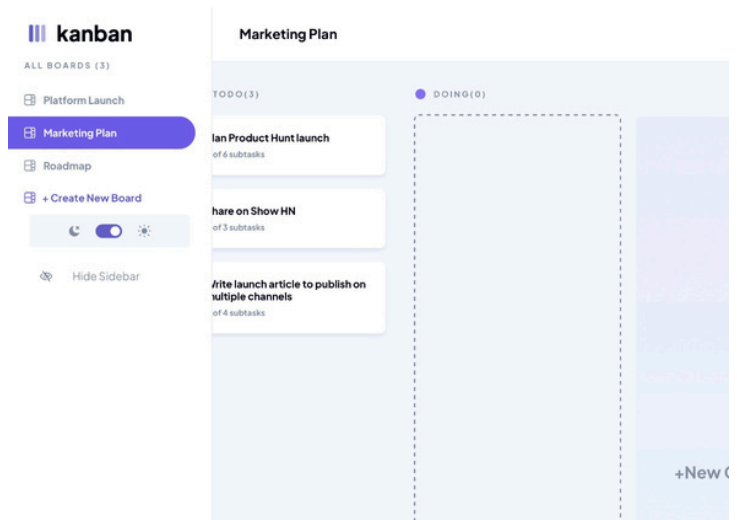 kanban
Marketing Plan
ALL BOARDS (3)
TODO(3)
DOING(0)
Platform Launch
Marketing Plan
Roadmap
+ Create New Board
Hide Sidebar
lan Product Hunt launch
of 6 subtasks
hare on Show HN
of 3 subtasks
Write launch article to publish on
multiple channels
of 4 subtasks
+New